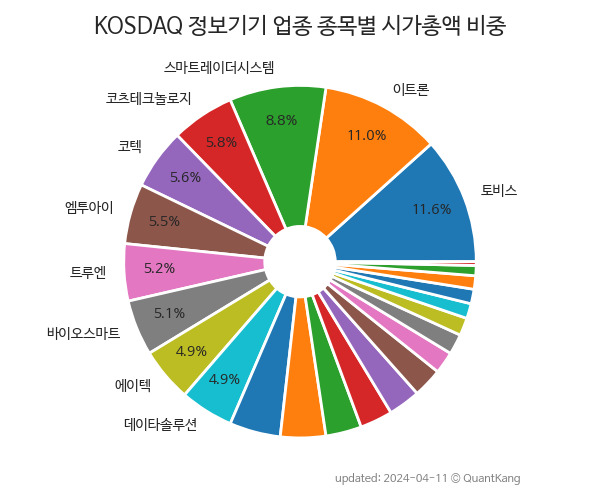 KOSDAQ 정보기기 업종 종목별 시가총액 비중
스마트레이더시스템
이트론
코츠테크놀로지
8.8%
11.0%
5.8%
코텍
5.6%
토비스
11.6%
엠투아이
5.5%
트루엔
5.2%
5.1%
바이오스마트
4.9%
에이텍
4.9%
데이타솔루션
updated: 2024-04-11 © QuantKang